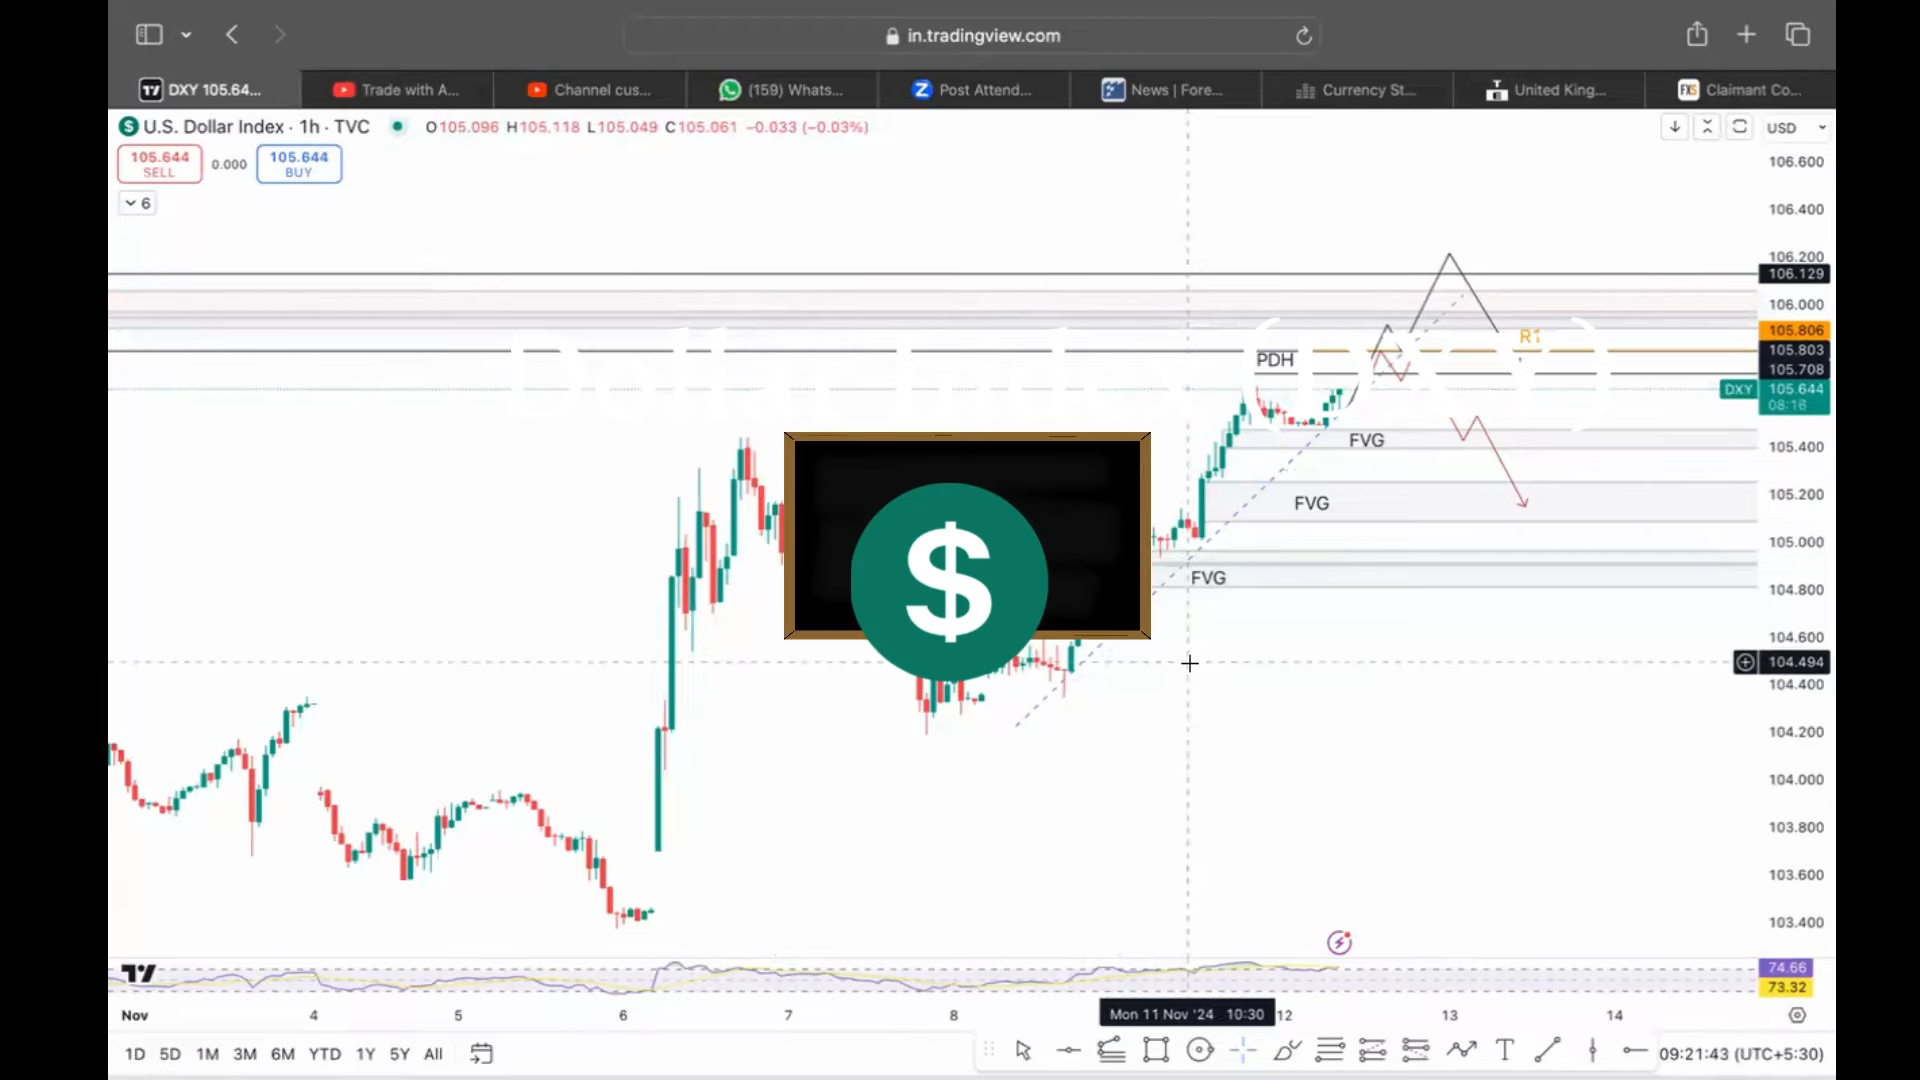 in.tradingview.com
DXY 105.64...
Trade with A...
Channel cus...
(159) Whats...
Post Attend...
News | Fore...
Currency St...
United King...
Claimant Co...
U.S. Dollar Index · 1h · TVC O105.096 H105.118 L105.049 C105.061 −0.033 (−0.03%)
USD
105.644
SELL
0.000
105.644
BUY
6
106.600
106.400
106.200
106.129
106.000
105.806
R1
105.803
PDH
105.708
DXY 105.644
08:16
105.400
FVG
105.200
FVG
105.000
104.800
FVG
104.600
104.494
104.400
104.200
104.000
103.800
103.600
103.400
$
74.66
73.32
Nov 4 5 6 7 8 Mon 11 Nov '24 10:30 12 13 14
1D 5D 1M 3M 6M YTD 1Y 5Y All
09:21:43 (UTC+5:30)